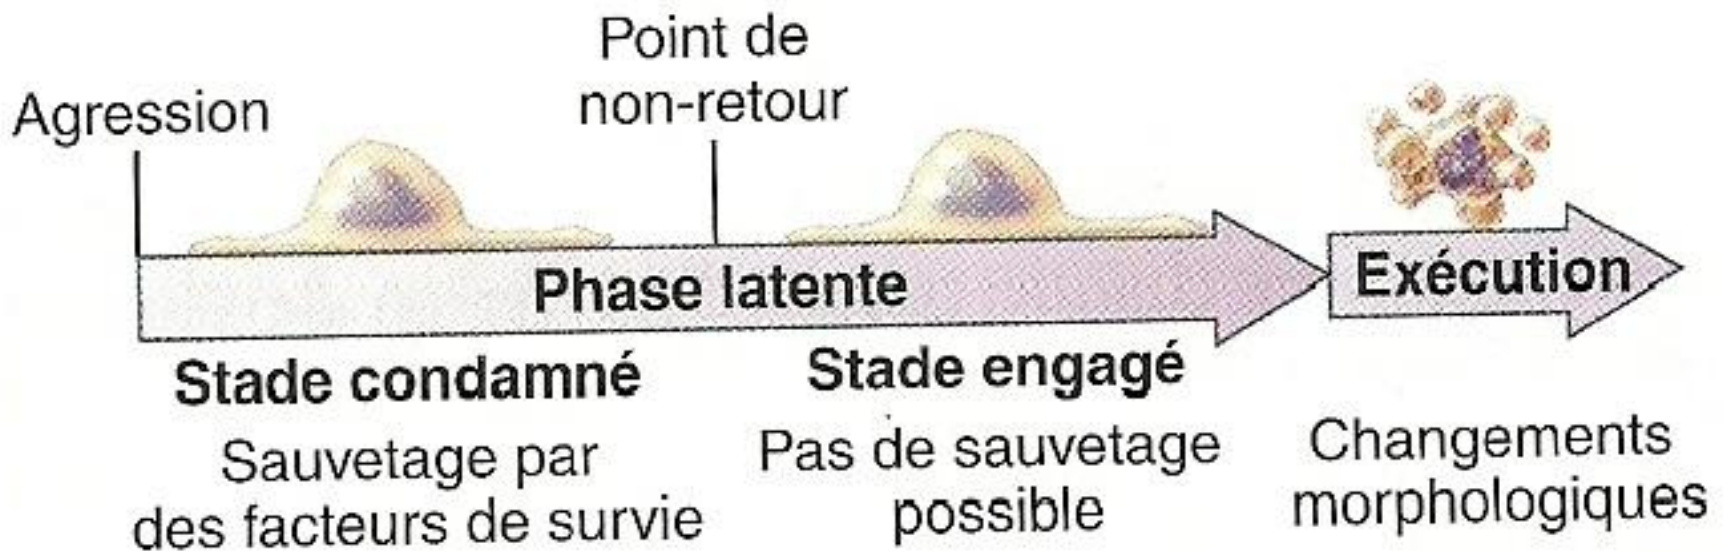 Agression
Point de
non-retour
Phase latente
Exécution
Stade condamné
Sauvetage par
des facteurs de survie
Stade engagé
Pas de sauvetage
possible
Changements
morphologiques